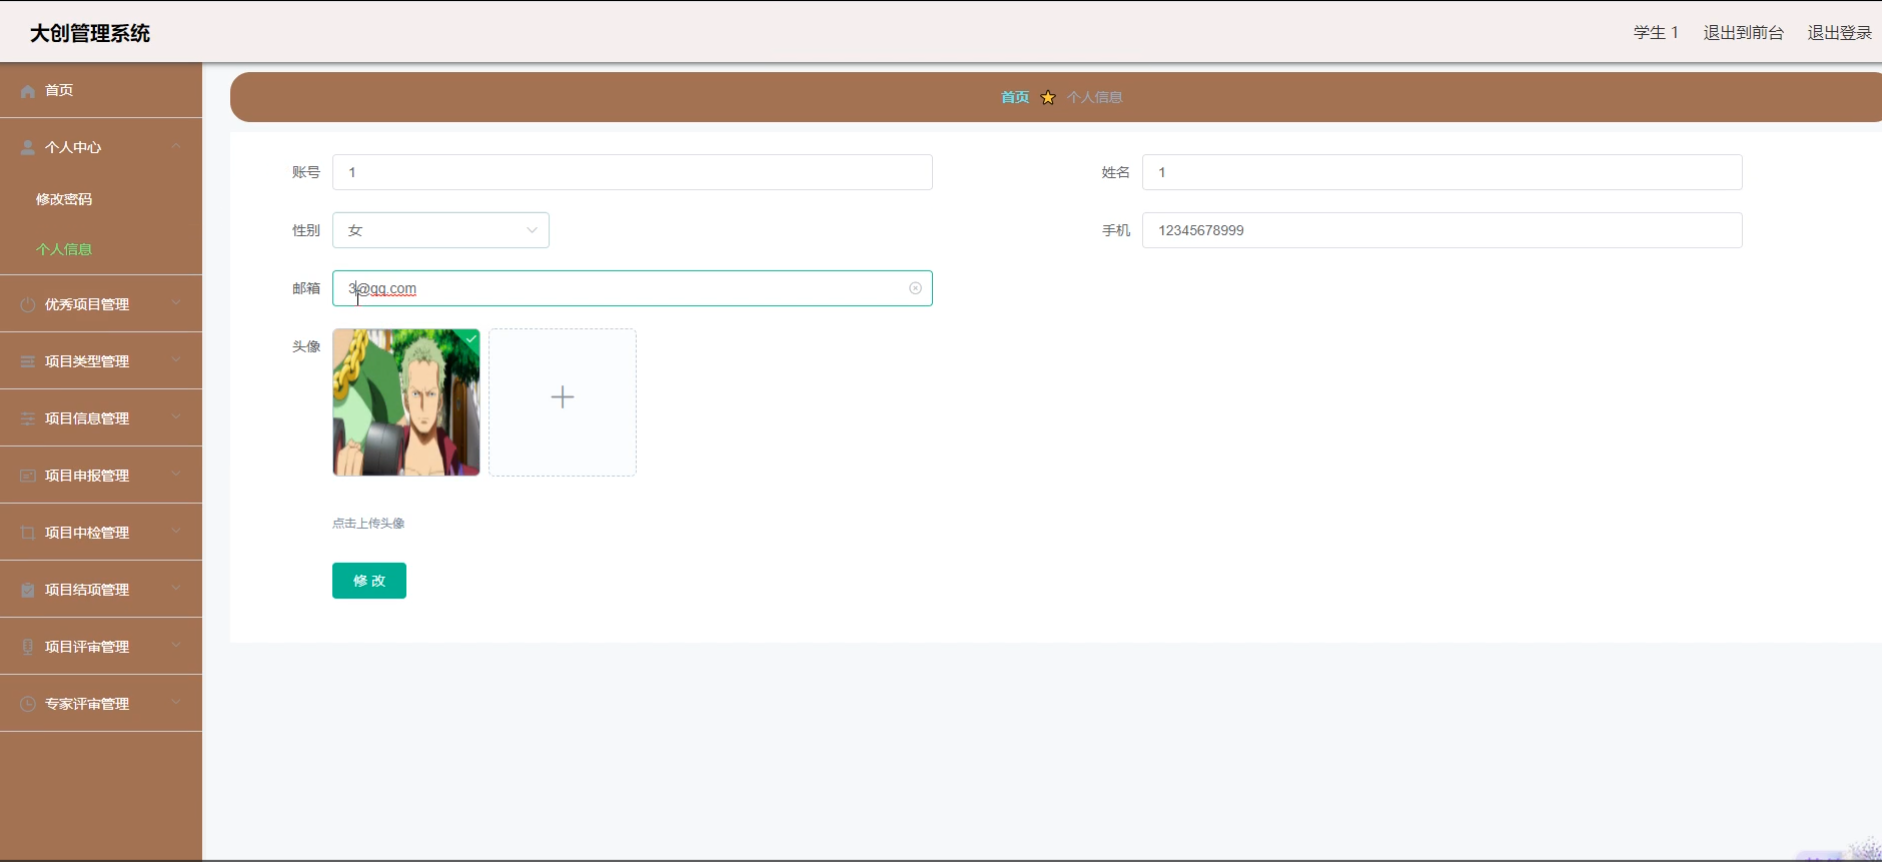 大创管理系统
学生 1 退出到前台 退出登录
首页
个人中心
修改密码
个人信息
优秀项目管理
项目类型管理
项目信息管理
项目申报管理
项目中检管理
项目结项管理
项目评审管理
专家评审管理
首页 个人信息
账号 1
姓名 1
性别 女
手机 12345678999
邮箱 3@qq.com
头像
点击上传头像
修 改